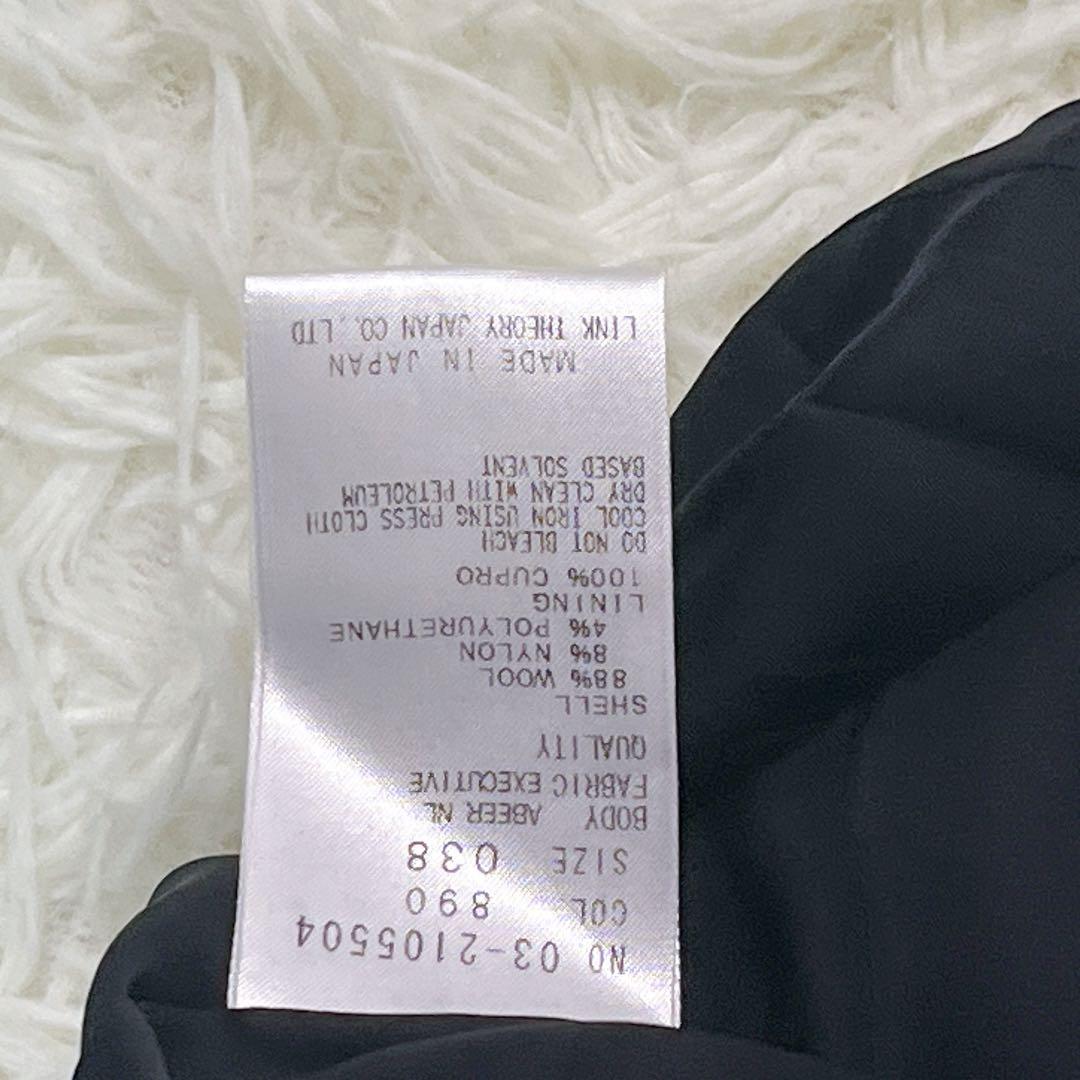 NO 03-2105504
COL. 890
SIZE 038
BODY ABEER NL
FABRIC EXECUTIVE
QUALITY
SHELL
88% WOOL
8% NYLON
4% POLYURETHANE
LINING
100% CUPRO
DO NOT BLEACH
COOL IRON USING PRESS CLOTH
DRY CLEAN WITH PETROLEUM
BASED SOLVENT
MADE IN JAPAN
LINK THEORY JAPAN CO., LTD